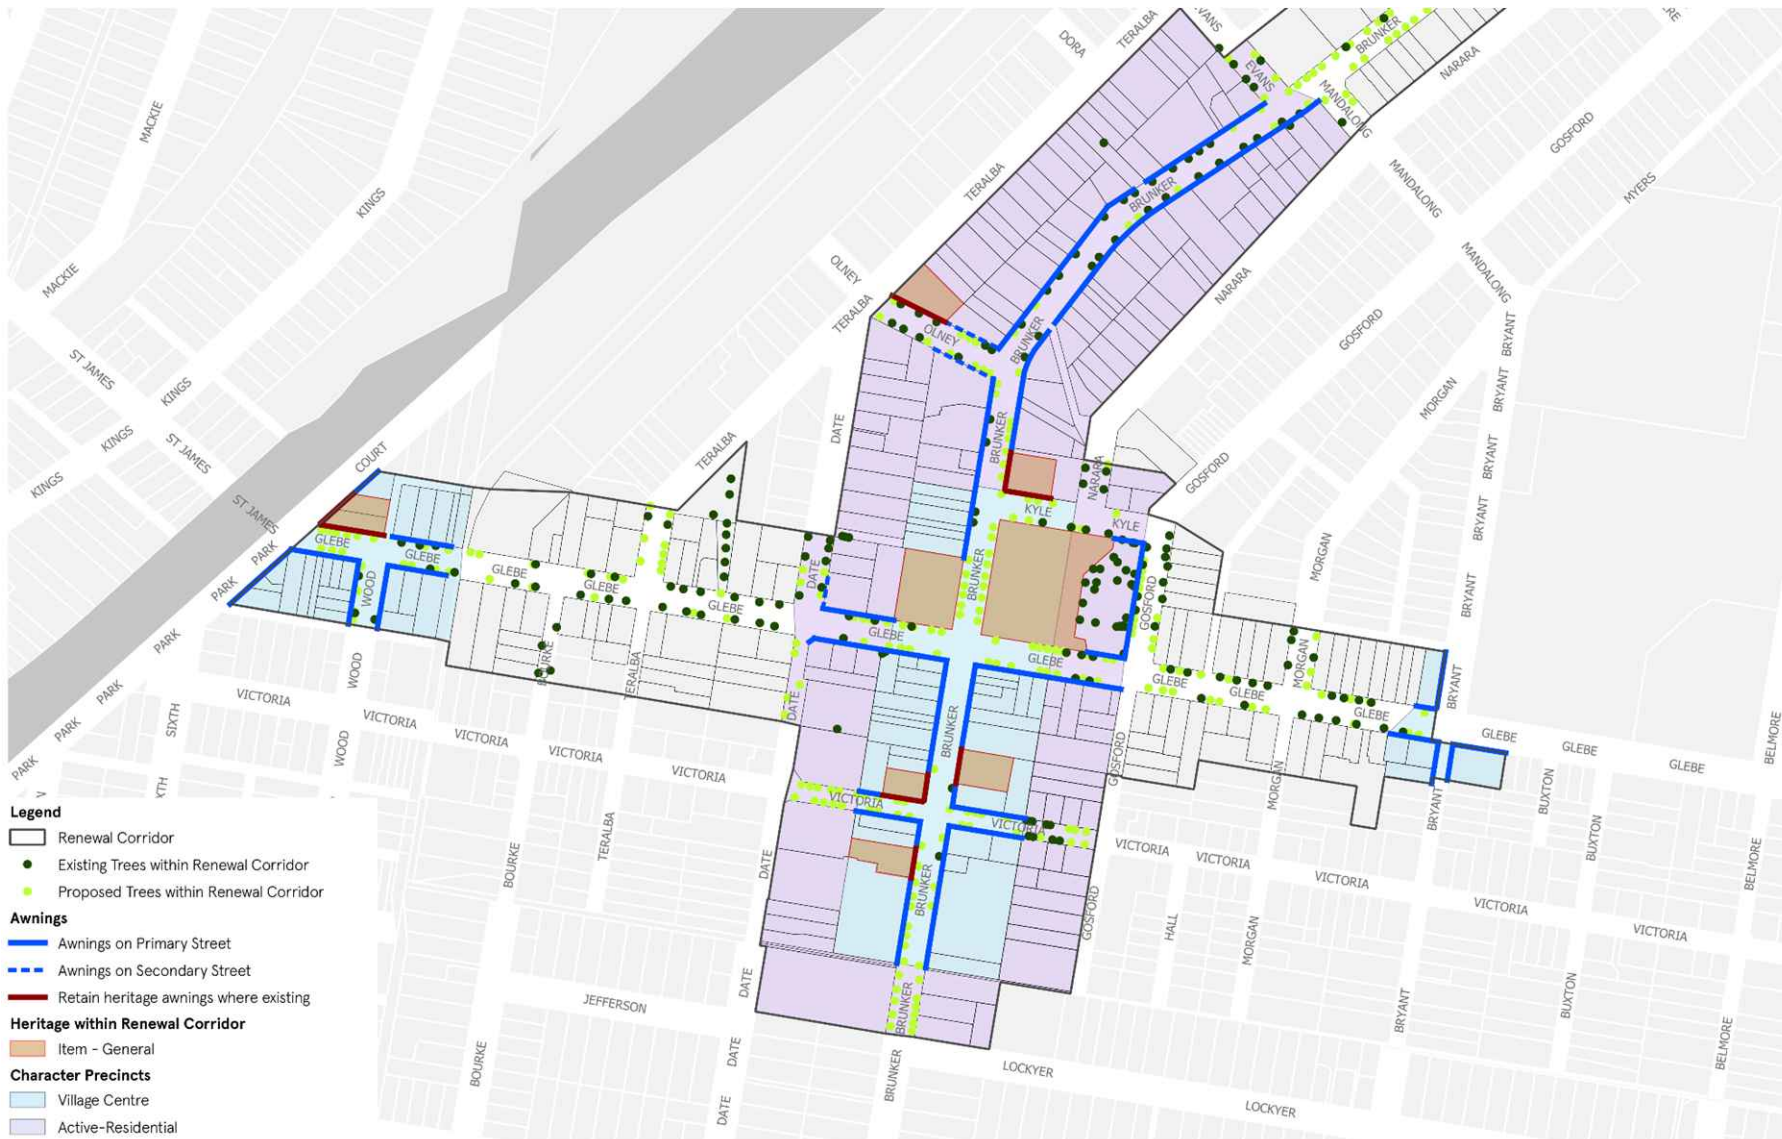 EVANS
TERALBA
DORA
BRUNKER
NARARA
EVANS
MANDALONG
MACKIE
GOSFORD
MANDALONG
TERALBA
BRUNKER
MYERS
KINGS
MACKIE
OLNEY
MANDALONG
NARARA
TERALBA
OLNEY
BRUNKER
GOSFORD
BRYANT
ST JAMES
KINGS
BRYANT
MORGAN
DATE
BRUNKER
KINGS
ST JAMES
COURT
TERALBA
BRYANT
KINGS
NARARA
GOSFORD
ST JAMES
KYLE
KYLE
BRYANT
GLEBE
PARK
GLEBE
GLEBE
DATE
BRUNKER
MORGAN
PARK
WOOD
GLEBE
GLEBE
GOSFORD
BRYANT
PARK
GLEBE
GLEBE
WOOD
BOURKE
TERALBA
MORGAN
GLEBE
GLEBE
BRYANT
PARK
VICTORIA
DATE
GLEBE
PARK
SIXTH
VICTORIA
BRUNKER
GLEBE
GLEBE
GLEBE
BELMORE
WOOD
VICTORIA
VICTORIA
VICTORIA
GOSFORD
PARK
MORGAN
BUXTON
VICTORIA
VICTORIA
BRYANT
TERALBA
BUXTON
VICTORIA
VICTORIA
BOURKE
DATE
BRUNKER
VICTORIA
BELMORE
GOSFORD
HALL
MORGAN
VICTORIA
VICTORIA
JEFFERSON
DATE
BRUNKER
BRYANT
BUXTON
BOURKE
DATE
BRUNKER
LOCKYER
BELMORE
DATE
LOCKYER
Legend
Renewal Corridor
Existing Trees within Renewal Corridor
Proposed Trees within Renewal Corridor
Awnings
Awnings on Primary Street
Awnings on Secondary Street
Retain heritage awnings where existing
Heritage within Renewal Corridor
Item - General
Character Precincts
Village Centre
Active-Residential